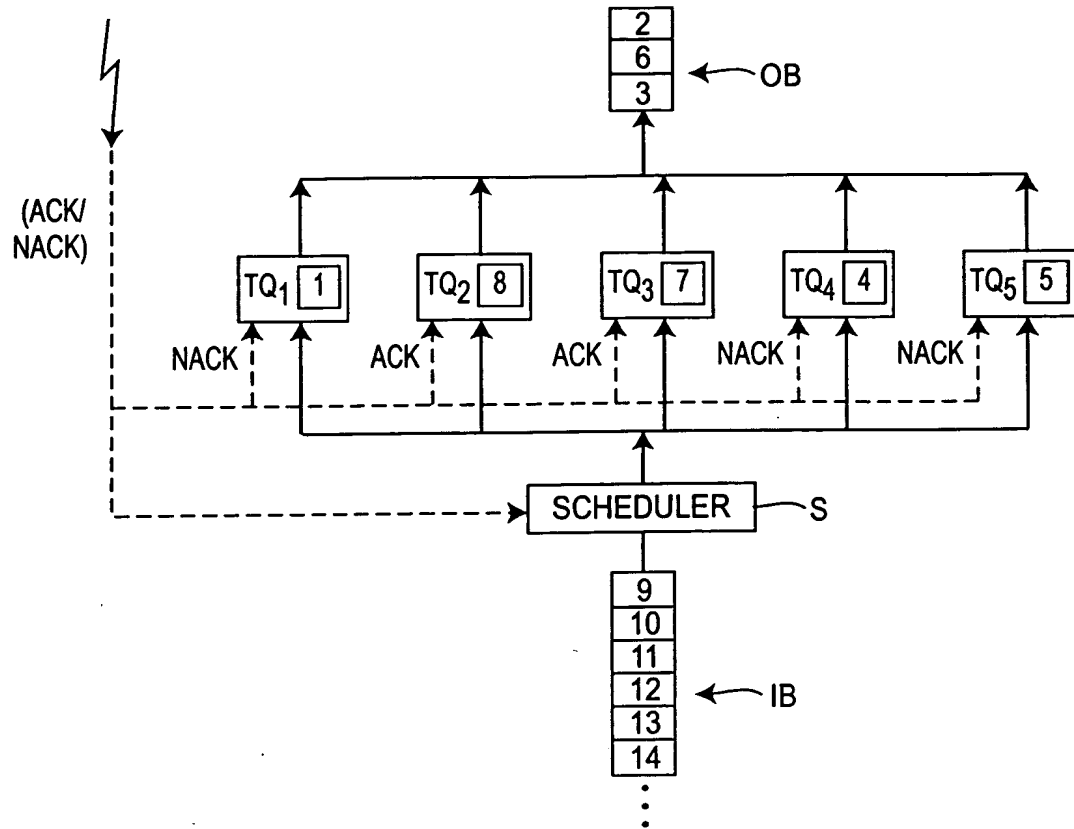 2
6
3
OB
(ACK/
NACK)
TQ1 1
TQ2 8
TQ3 7
TQ4 4
TQ5 5
NACK
ACK
ACK
NACK
NACK
SCHEDULER
S
9
10
11
12
13
14
IB